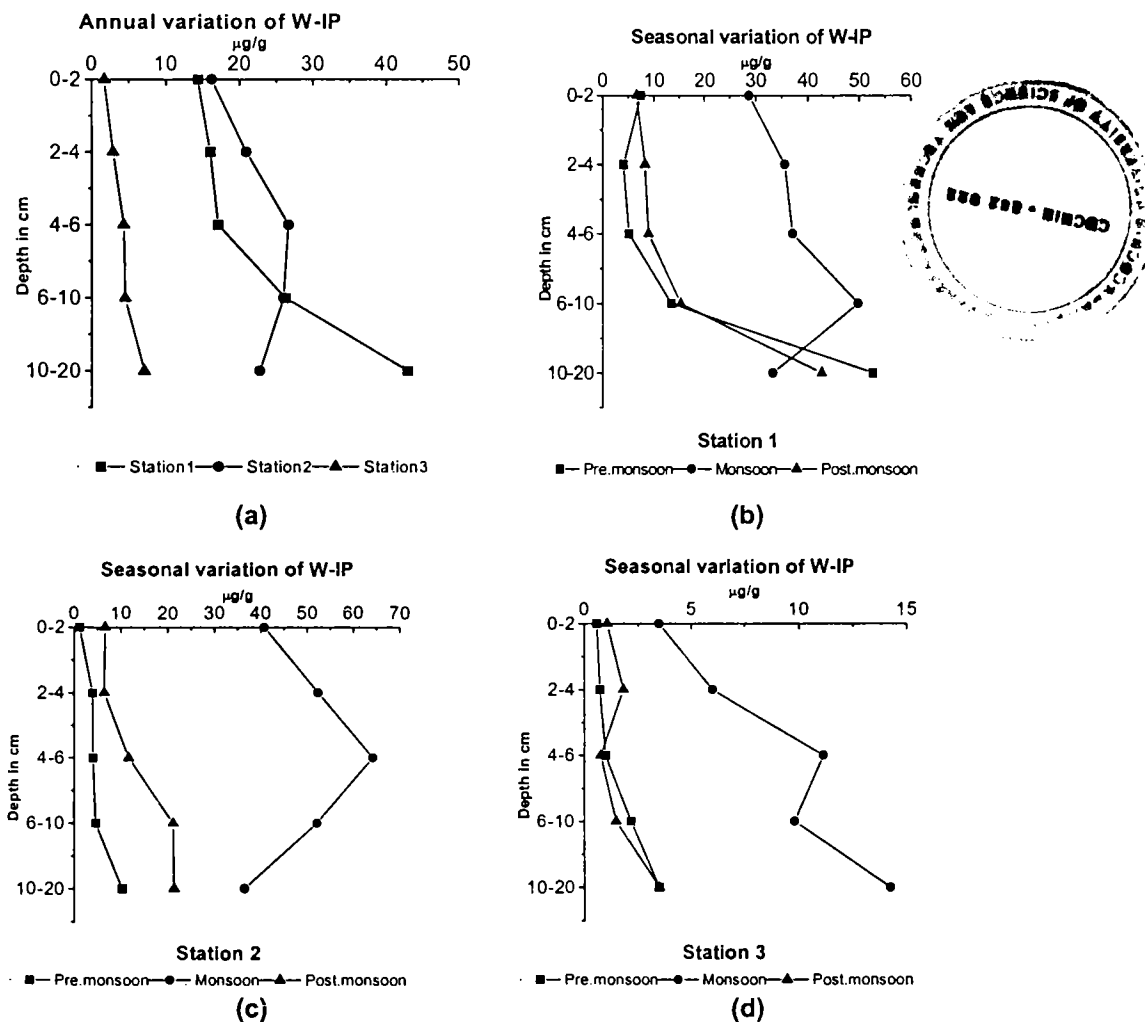 Annual variation of W-IP
µg/g
0 10 20 30 40 50
0-2
2-4
4-6
6-10
10-20
Depth in cm
Station1 Station2 Station3
(a)
Seasonal variation of W-IP
µg/g
0 10 20 30 40 50 60
0-2
2-4
4-6
6-10
10-20
Depth in cm
Station 1
Pre.monsoon Monsoon Post.monsoon
(b)
Seasonal variation of W-IP
µg/g
0 10 20 30 40 50 60 70
0-2
2-4
4-6
6-10
10-20
Depth in cm
Station 2
Pre.monsoon Monsoon Post.monsoon
(c)
Seasonal variation of W-IP
µg/g
0 5 10 15
0-2
2-4
4-6
6-10
10-20
Depth in cm
Station 3
Pre.monsoon Monsoon Post.monsoon
(d)